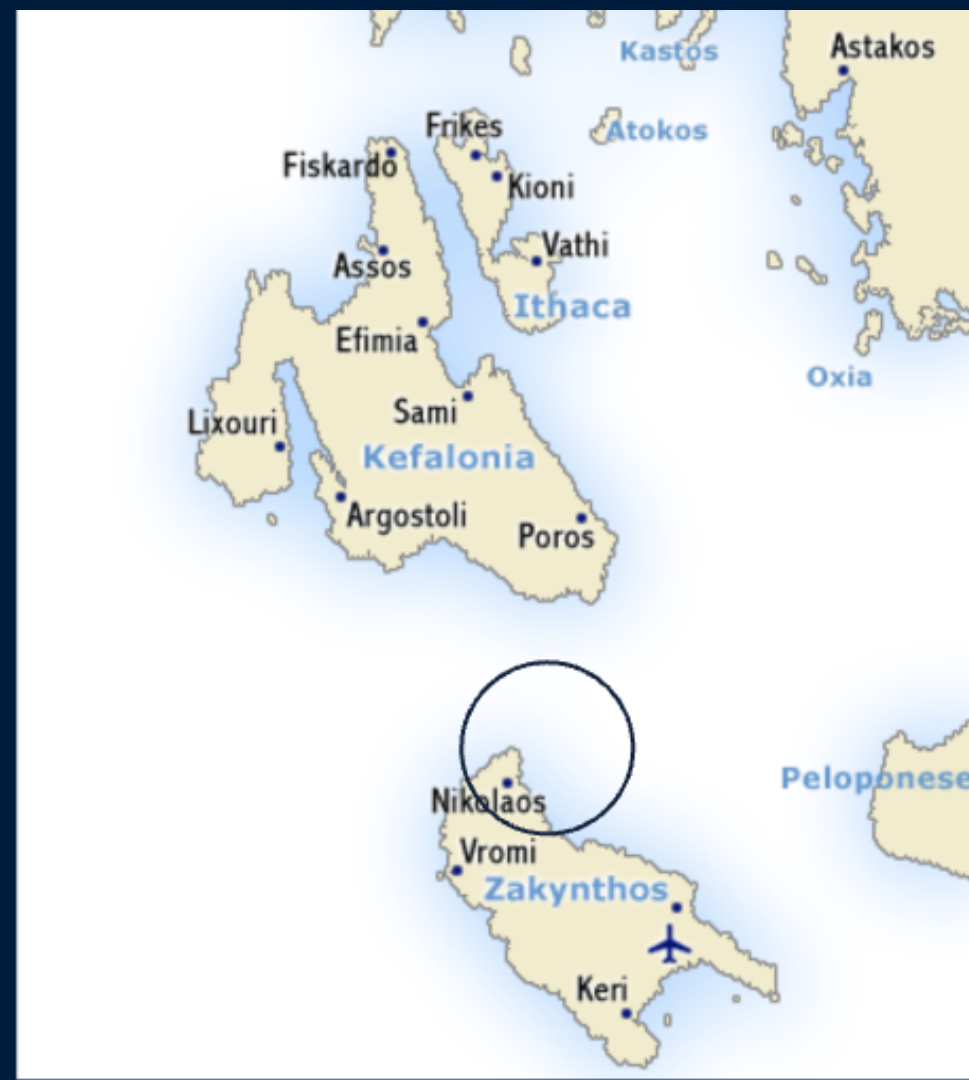 Kastos
Astakos
Frikes
Atokos
Fiskardo
Kioni
Vathi
Assos
Ithaca
Efimia
Oxia
Sami
Lixouri
Kefalonia
Argostoli
Poros
Peloponese
Nikolaos
Vromi
Zakynthos
Keri